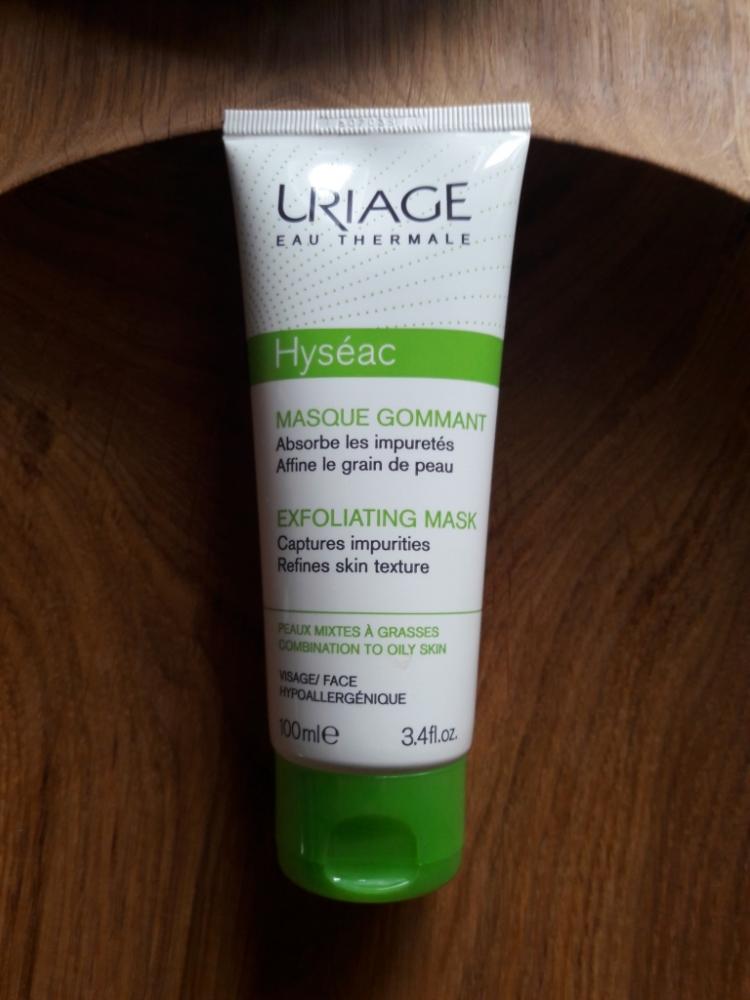 URIAGE
EAU THERMALE
Hyséac
MASQUE GOMMANT
Absorbe les impuretés
Affine le grain de peau
EXFOLIATING MASK
Captures impurities
Refines skin texture
PEAUX MIXTES À GRASSES
COMBINATION TO OILY SKIN
VISAGE/ FACE
HYPOALLERGÉNIQUE
100ml℮ 3.4fl.oz.